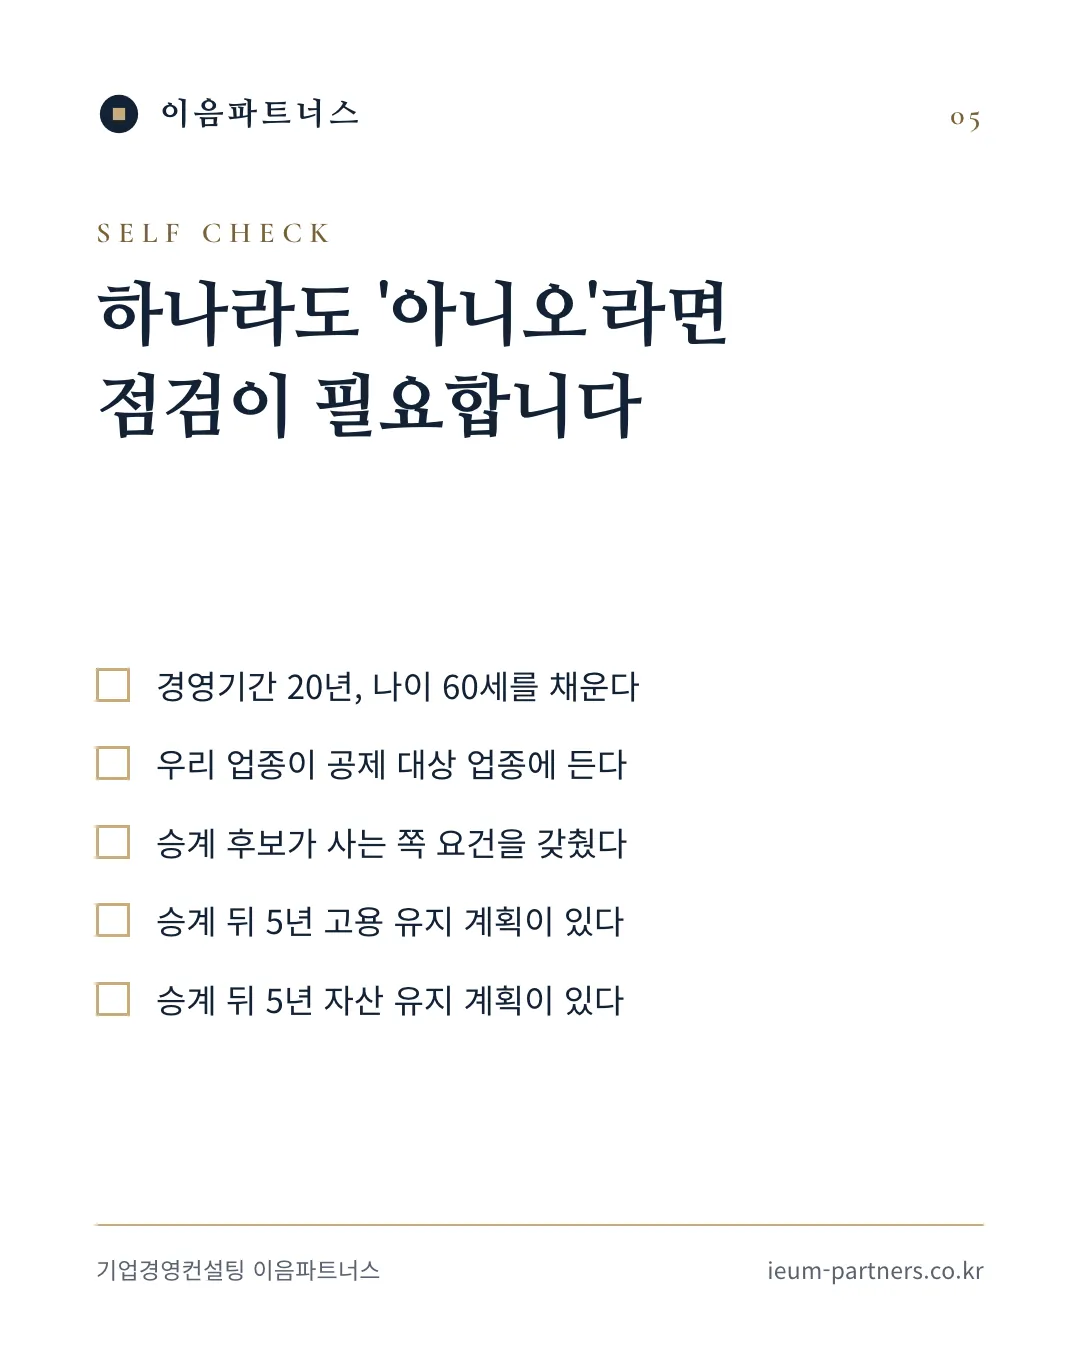 이음파트너스
05
SELF CHECK
하나라도 '아니오'라면
점검이 필요합니다
경영기간 20년, 나이 60세를 채운다
우리 업종이 공제 대상 업종에 든다
승계 후보가 사는 쪽 요건을 갖췄다
승계 뒤 5년 고용 유지 계획이 있다
승계 뒤 5년 자산 유지 계획이 있다
기업경영컨설팅 이음파트너스
ieum-partners.co.kr